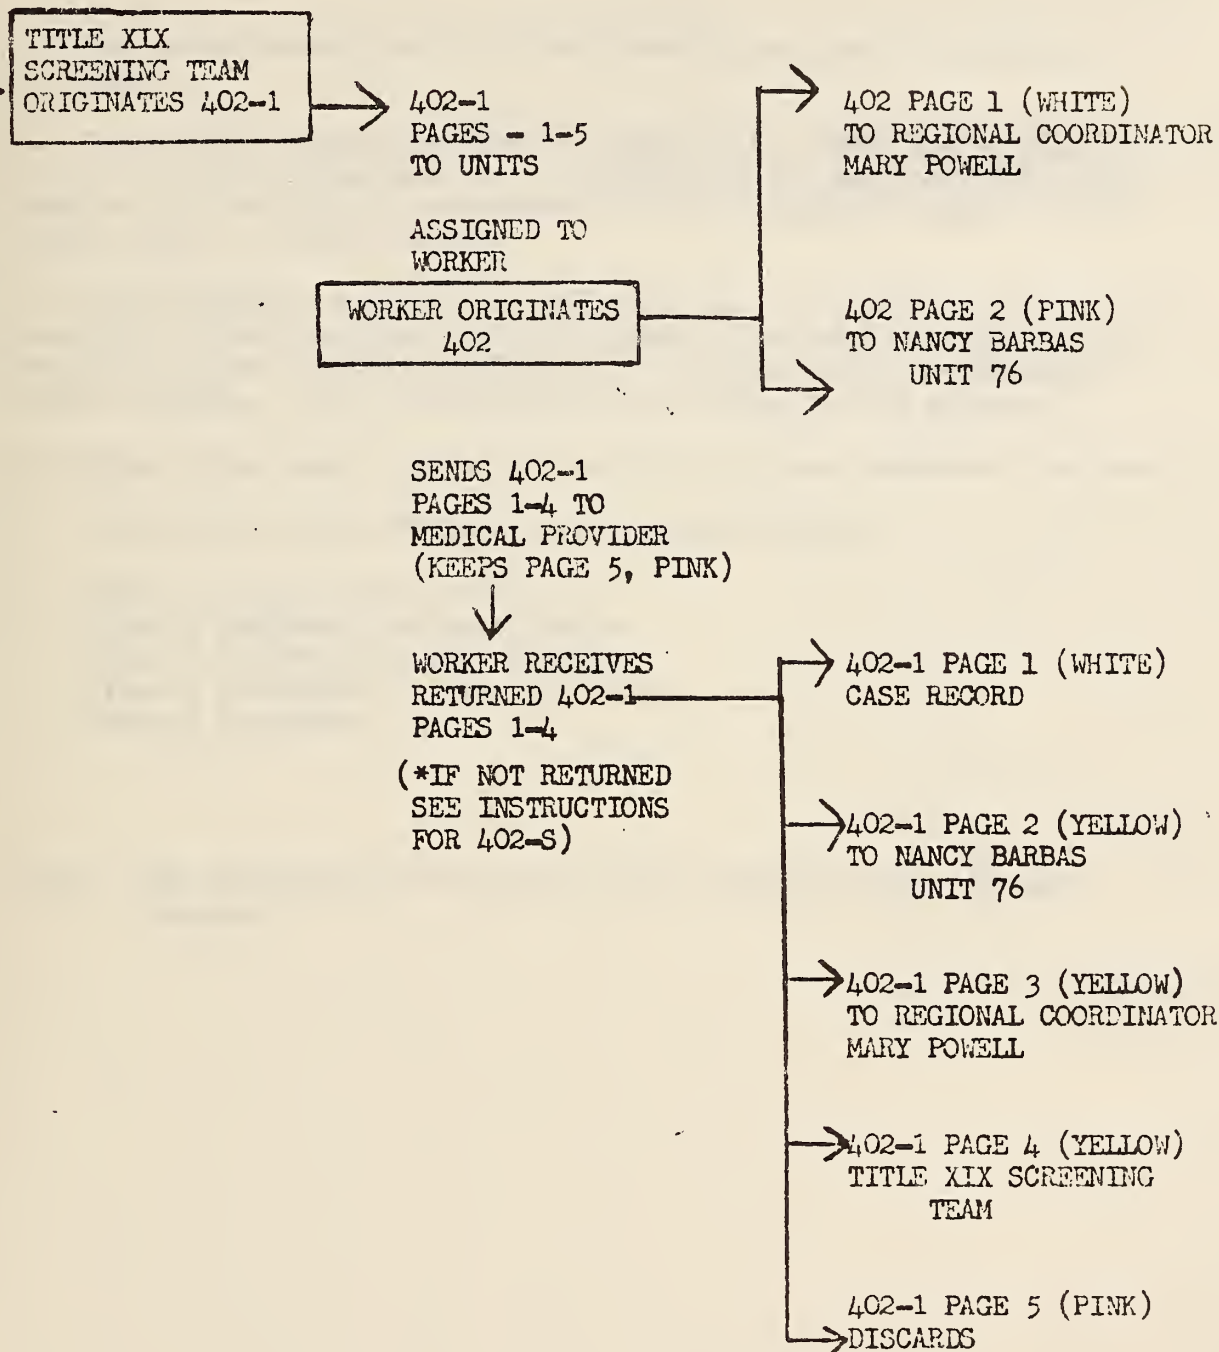 TITLE XIX
SCREENING TEAM
ORIGINATES 402-1
402-1
PAGES - 1-5
TO UNITS
ASSIGNED TO
WORKER
WORKER ORIGINATES
402
402 PAGE 1 (WHITE)
TO REGIONAL COORDINATOR
MARY POWELL
402 PAGE 2 (PINK)
TO NANCY BARBAS
UNIT 76
SENDS 402-1
PAGES 1-4 TO
MEDICAL PROVIDER
(KEEPS PAGE 5, PINK)
WORKER RECEIVES
RETURNED 402-1
PAGES 1-4
(*IF NOT RETURNED
SEE INSTRUCTIONS
FOR 402-S)
402-1 PAGE 1 (WHITE)
CASE RECORD
402-1 PAGE 2 (YELLOW)
TO NANCY BARBAS
UNIT 76
402-1 PAGE 3 (YELLOW)
TO REGIONAL COORDINATOR
MARY POWELL
402-1 PAGE 4 (YELLOW)
TITLE XIX SCREENING
TEAM
402-1 PAGE 5 (PINK)
DISCARDS